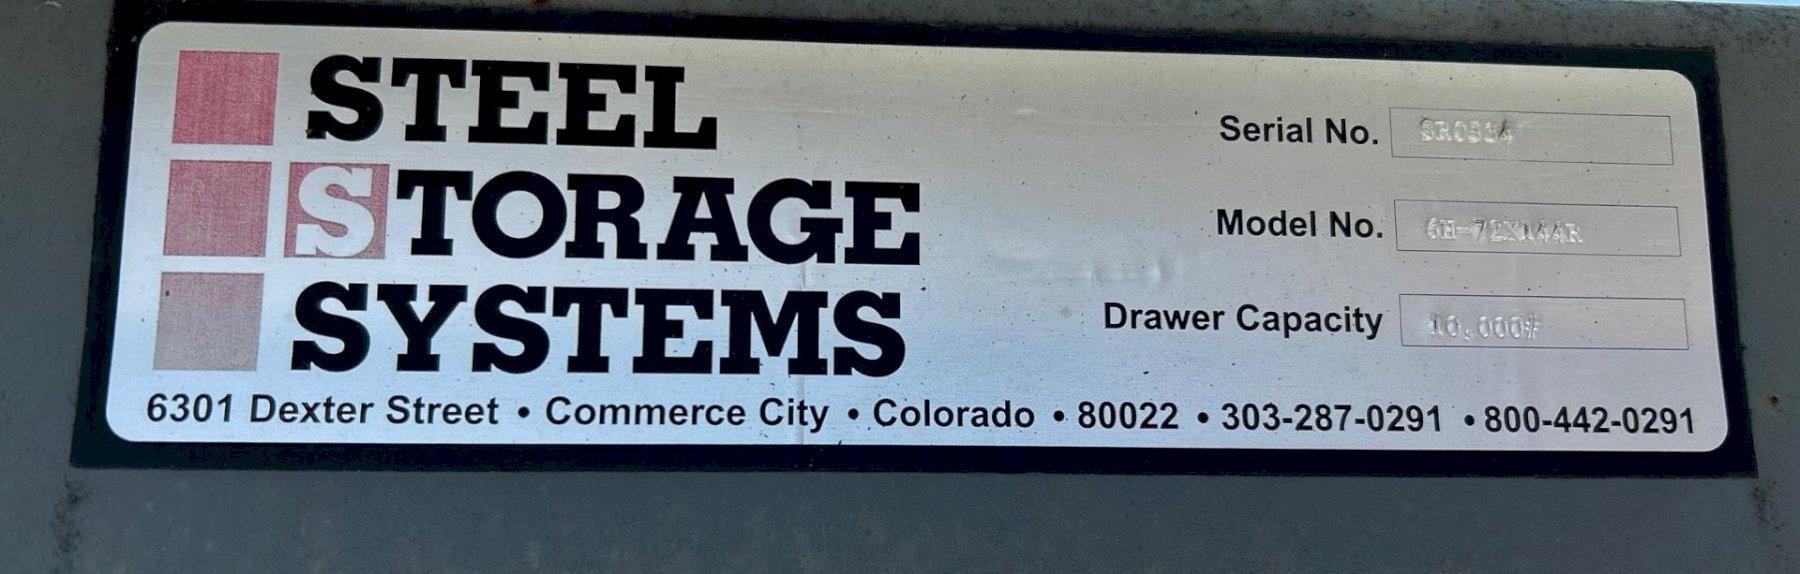 STEEL
STORAGE
SYSTEMS
Serial No. SR0534
Model No. 6H-72X144R
Drawer Capacity 10,000#
6301 Dexter Street • Commerce City • Colorado • 80022 • 303-287-0291 • 800-442-0291